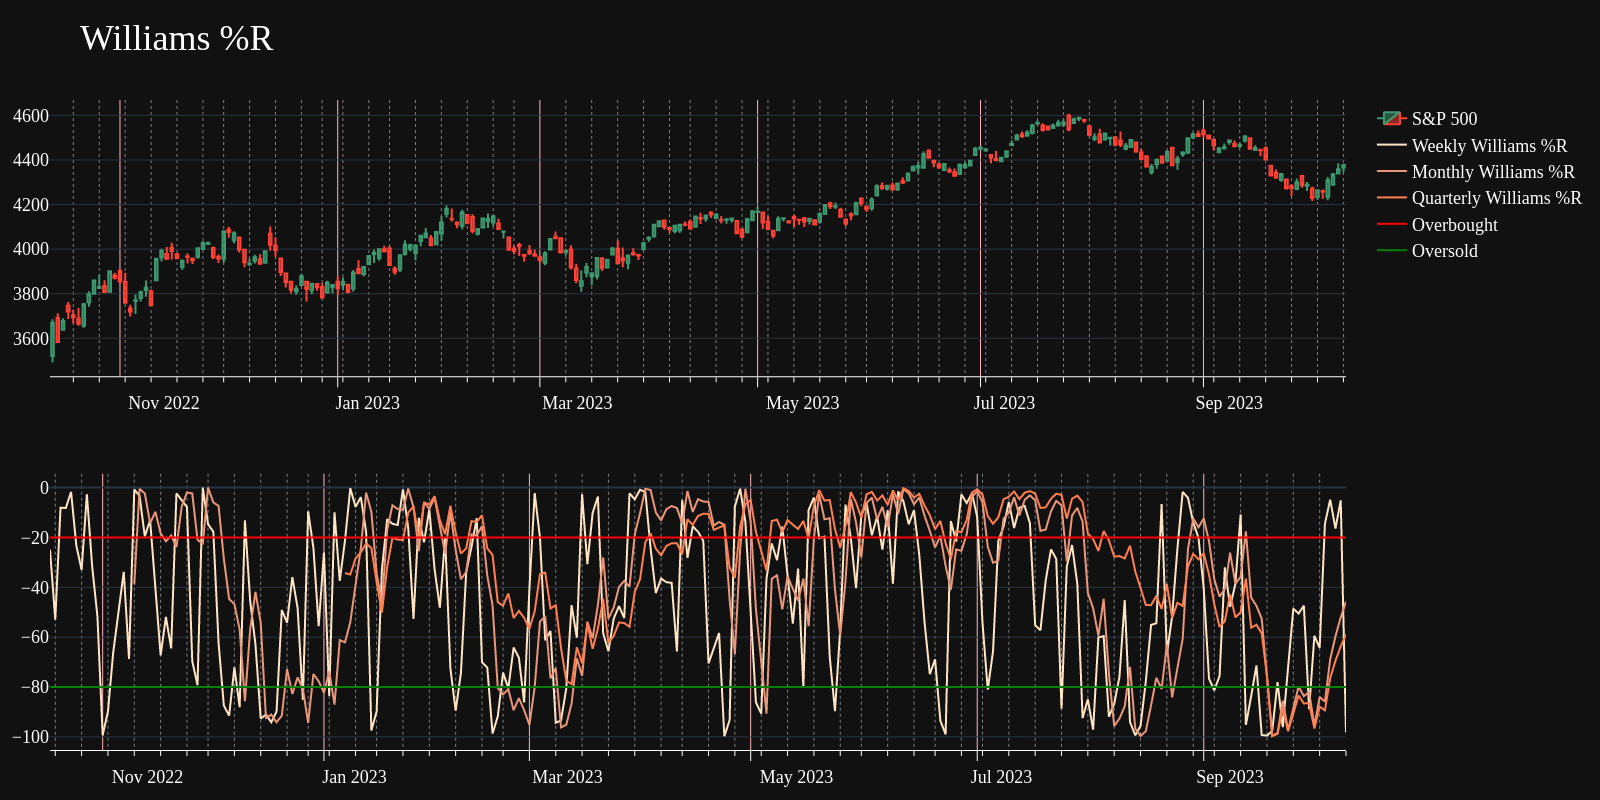 Williams %R
4600
4400
4200
4000
3800
3600
Nov 2022 Jan 2023 Mar 2023 May 2023 Jul 2023 Sep 2023
S&P 500
Weekly Williams %R
Monthly Williams %R
Quarterly Williams %R
Overbought
Oversold
0
−20
−40
−60
−80
−100
Nov 2022 Jan 2023 Mar 2023 May 2023 Jul 2023 Sep 2023